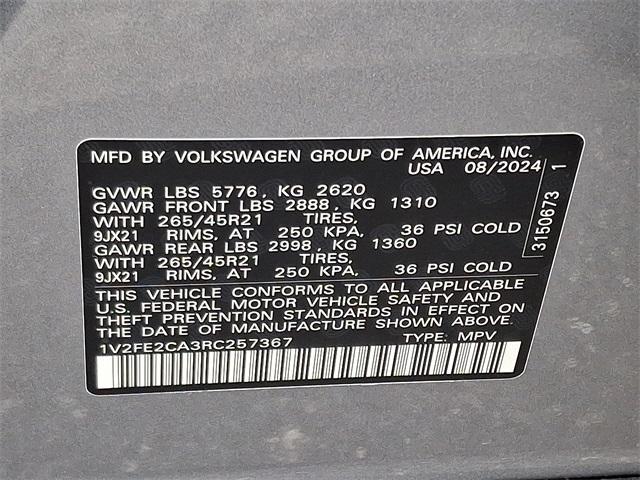 MFD BY VOLKSWAGEN GROUP OF AMERICA, INC.
USA 08/2024
GVWR LBS 5776, KG 2620
GAWR FRONT LBS 2888, KG 1310
WITH 265/45R21 TIRES,
9JX21 RIMS, AT 250 KPA, 36 PSI COLD
GAWR REAR LBS 2998, KG 1360
WITH 265/45R21 TIRES,
9JX21 RIMS, AT 250 KPA, 36 PSI COLD
THIS VEHICLE CONFORMS TO ALL APPLICABLE
U.S. FEDERAL MOTOR VEHICLE SAFETY AND
THEFT PREVENTION STANDARDS IN EFFECT ON
THE DATE OF MANUFACTURE SHOWN ABOVE.
1V2FE2CA3RC257367 TYPE: MPV
3150673 1